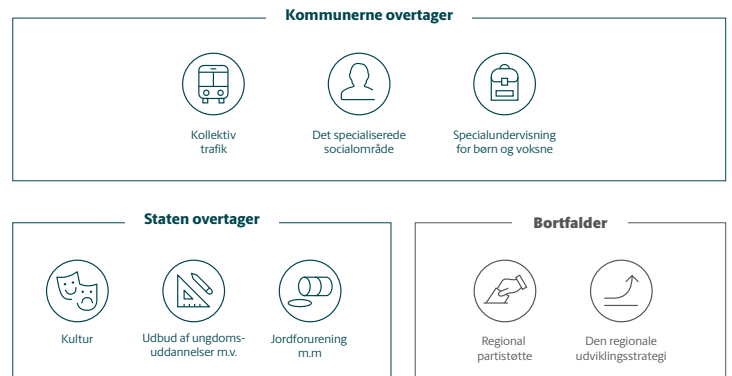 Kommunerne overtager
Kollektiv
trafik
Det specialiserede
socialområde
Specialundervisning
for børn og voksne
Staten overtager
Kultur
Udbud af ungdoms-
uddannelser m.v.
Jordforurening
m.m
Bortfalder
Regional
partistøtte
Den regionale
udviklingsstrategi